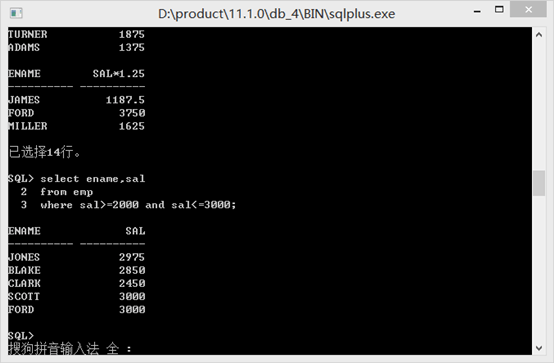 D:\product\11.1.0\db_4\BIN\sqlplus.exe
TURNER 1875
ADAMS 1375
ENAME SAL*1.25
---------- ----------
JAMES 1187.5
FORD 3750
MILLER 1625
已选择14行。
SQL> select ename,sal
2 from emp
3 where sal>=2000 and sal<=3000;
ENAME SAL
---------- ----------
JONES 2975
BLAKE 2850
CLARK 2450
SCOTT 3000
FORD 3000
SQL>
搜狗拼音输入法 全 :